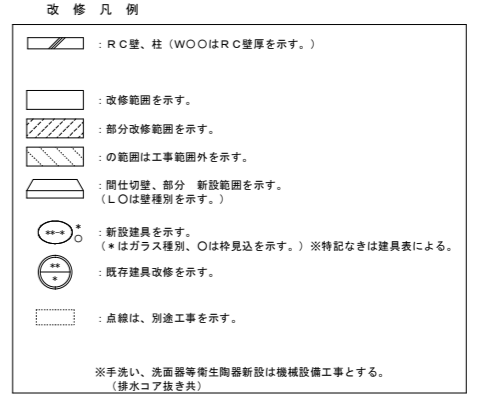 改 修 凡 例
：ＲＣ壁、柱（Ｗ〇〇はＲＣ壁厚を示す。）
：改修範囲を示す。
：部分改修範囲を示す。
：の範囲は工事範囲外を示す。
：間仕切壁、部分　新設範囲を示す。
（Ｌ〇は壁種別を示す。）
**-* * 〇 ：新設建具を示す。
（*はガラス種別、〇は枠見込を示す。）※特記なきは建具表による。
** * ：既存建具改修を示す。
：点線は、別途工事を示す。
※手洗い、洗面器等衛生陶器新設は機械設備工事とする。
（排水コア抜き共）